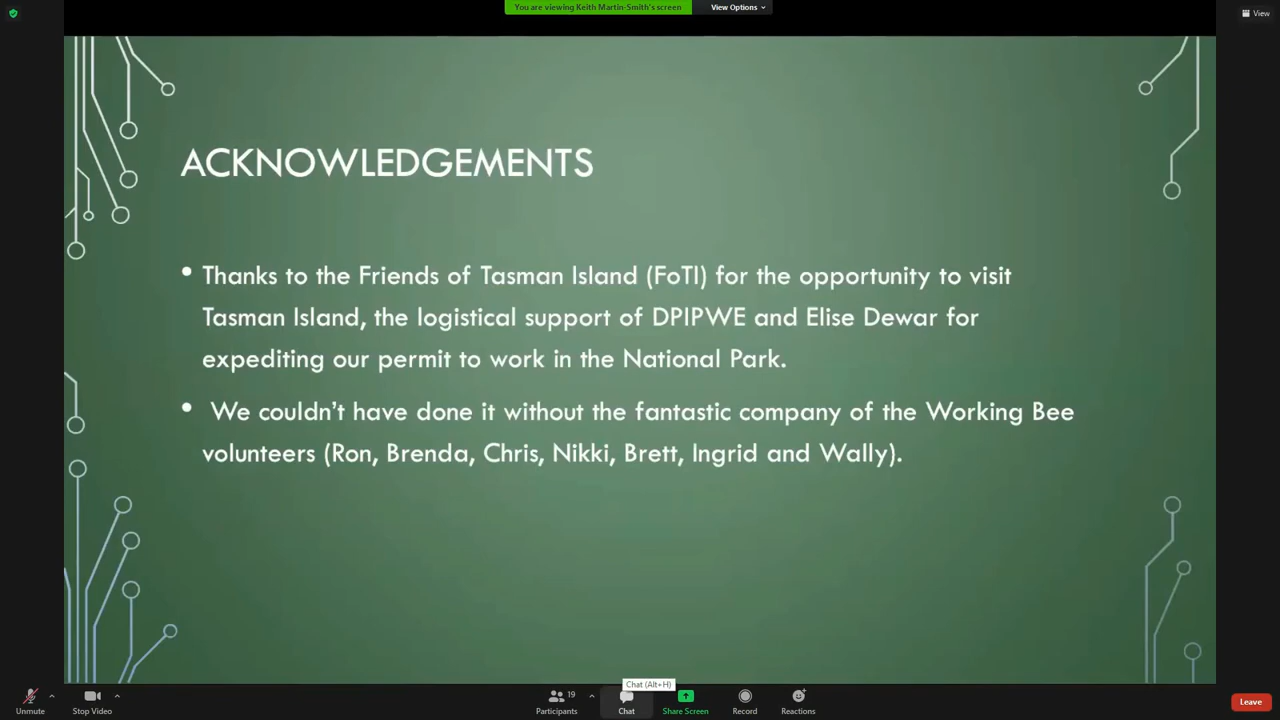 You are viewing Keith Martin-Smith's screen
View Options
View
ACKNOWLEDGEMENTS
• Thanks to the Friends of Tasman Island (FoTI) for the opportunity to visit
Tasman Island, the logistical support of DPIPWE and Elise Dewar for
expediting our permit to work in the National Park.
• We couldn't have done it without the fantastic company of the Working Bee
volunteers (Ron, Brenda, Chris, Nikki, Brett, Ingrid and Wally).
Chat (Alt+H)
19
Unmute
Stop Video
Participants
Chat
Share Screen
Record
Reactions
Leave